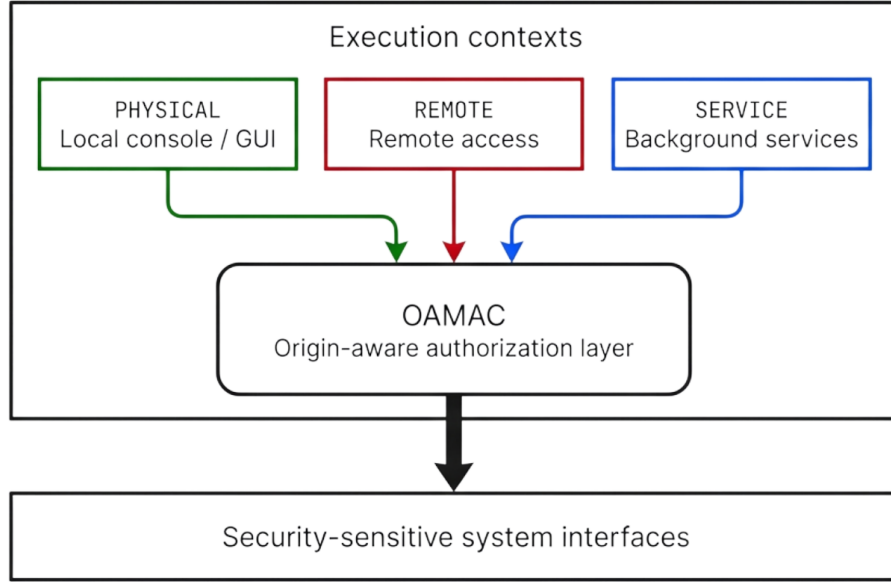 Execution contexts
PHYSICAL
Local console / GUI
REMOTE
Remote access
SERVICE
Background services
OAMAC
Origin-aware authorization layer
Security-sensitive system interfaces